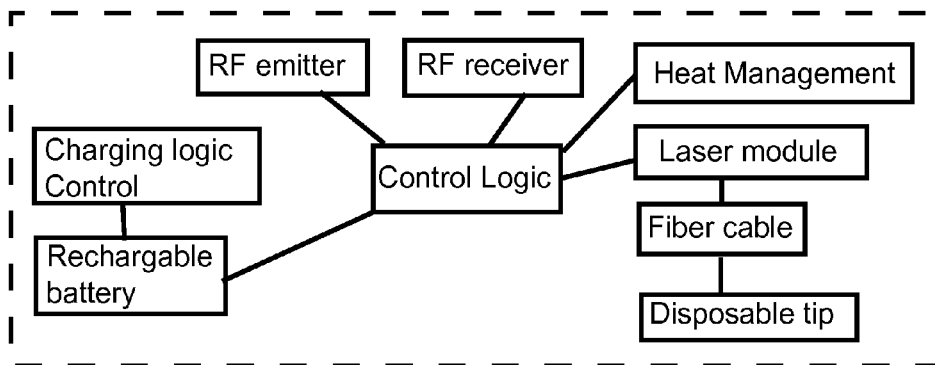 RF emitter
RF receiver
Heat Management
Charging logic
Control
Control Logic
Laser module
Fiber cable
Rechargable
battery
Disposable tip